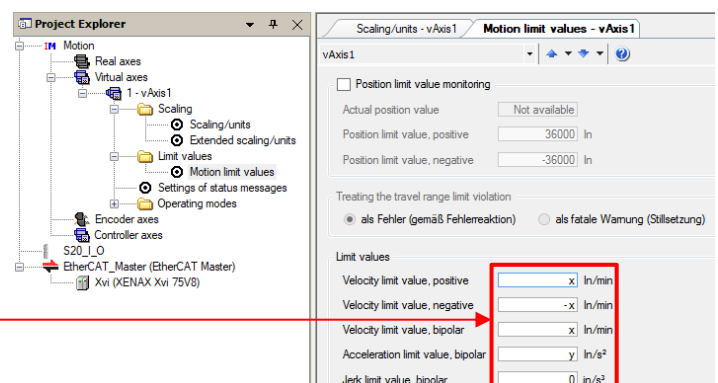 Project Explorer
Motion
Real axes
Virtual axes
1 - vAxis1
Scaling
Scaling/units
Extended scaling/units
Limit values
Motion limit values
Settings of status messages
Operating modes
Encoder axes
Controller axes
S20_I_O
EtherCAT_Master (EtherCAT Master)
Xvi (XENAX Xvi 75V8)
Scaling/units - vAxis1 Motion limit values - vAxis1
vAxis1
Position limit value monitoring
Actual position value Not available
Position limit value, positive 36000 In
Position limit value, negative -36000 In
Treating the travel range limit violation
als Fehler (gemäß Fehlerreaktion) als fatale Warnung (Stillsetzung)
Limit values
Velocity limit value, positive x In/min
Velocity limit value, negative -x In/min
Velocity limit value, bipolar x In/min
Acceleration limit value, bipolar y In/s²
Jerk limit value, bipolar 0 in/s³